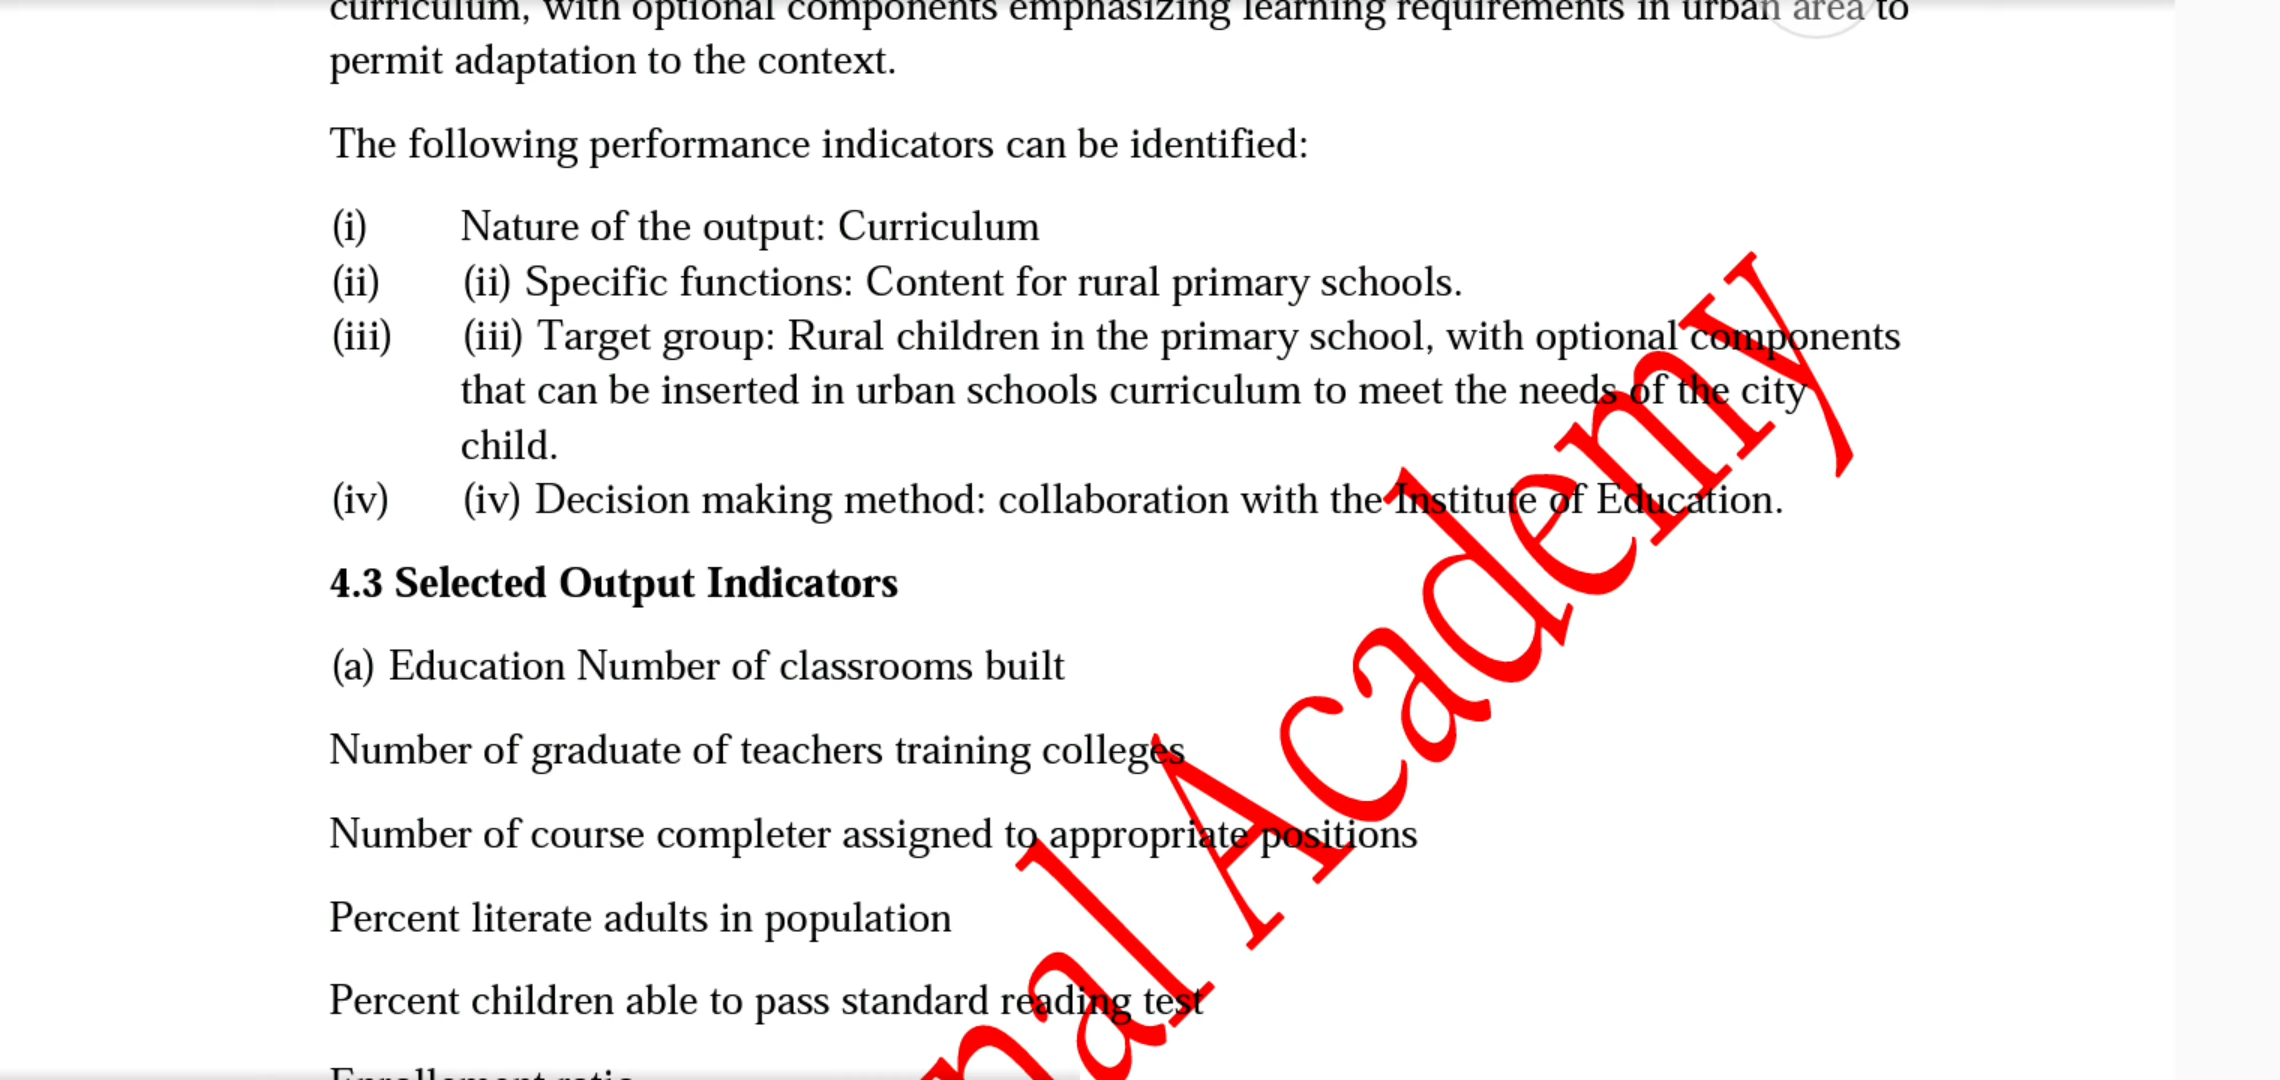 curriculum, with optional components emphasizing learning requirements in urban area to
permit adaptation to the context.
The following performance indicators can be identified:
(i) Nature of the output: Curriculum
(ii) (ii) Specific functions: Content for rural primary schools.
(iii) (iii) Target group: Rural children in the primary school, with optional components
that can be inserted in urban schools curriculum to meet the needs of the city
child.
(iv) (iv) Decision making method: collaboration with the Institute of Education.
4.3 Selected Output Indicators
(a) Education Number of classrooms built
Number of graduate of teachers training colleges
Number of course completer assigned to appropriate positions
Percent literate adults in population
Percent children able to pass standard reading test
nal Academy